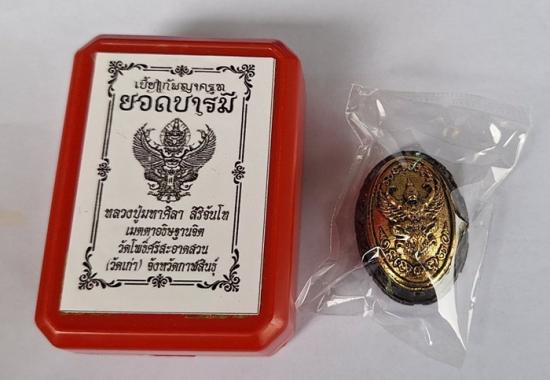 เบี้ยแก้พญาครุฑ
ยอดบารมี
หลวงปู่มหาศิลา สิริจันโท
เมตตาอธิษฐานจิต
วัดโพธิ์ศรีสะอาดสวน
(วัดเก่า) จังหวัดกาฬสินธุ์